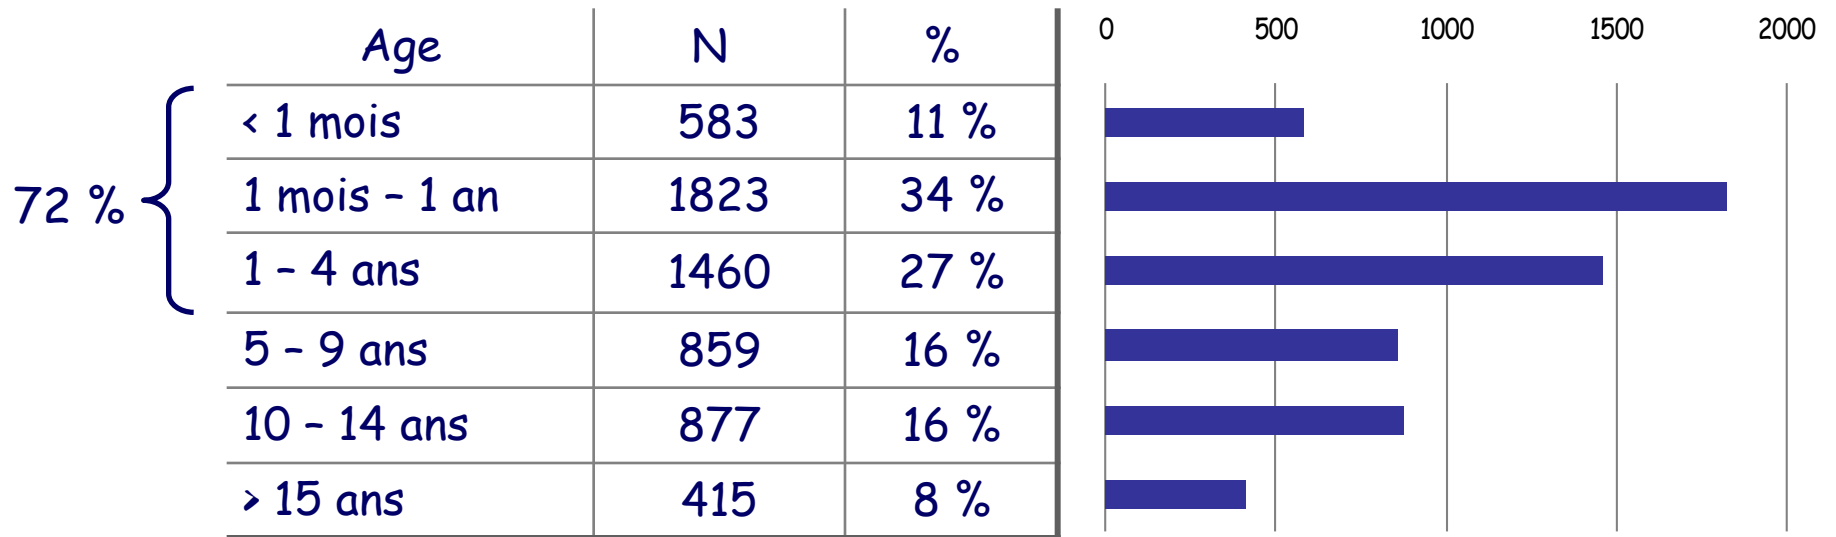 Age N % 0 500 1000 1500 2000
< 1 mois 583 11 %
72 % 1 mois – 1 an 1823 34 %
1 – 4 ans 1460 27 %
5 – 9 ans 859 16 %
10 – 14 ans 877 16 %
> 15 ans 415 8 %